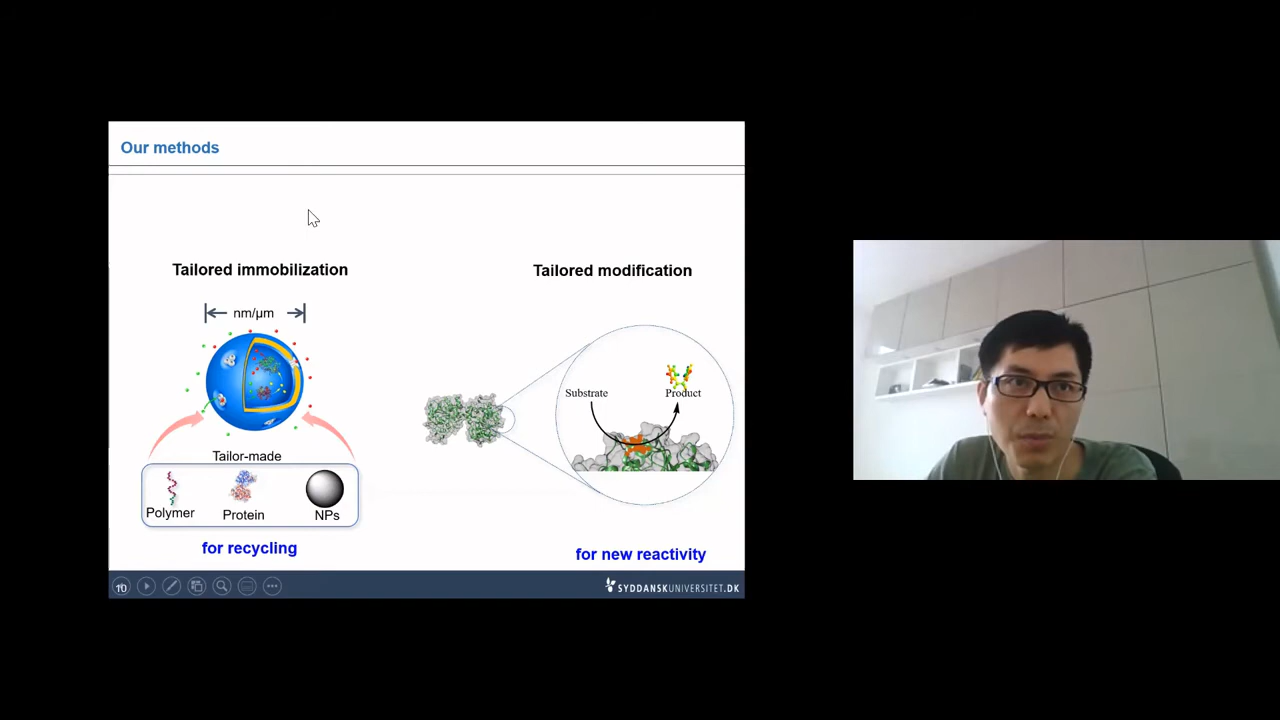 Our methods
Tailored immobilization
nm/µm
Tailor-made
Polymer
Protein
NPs
for recycling
Tailored modification
Substrate
Product
for new reactivity
10
SYDDANSKUNIVERSITET.DK